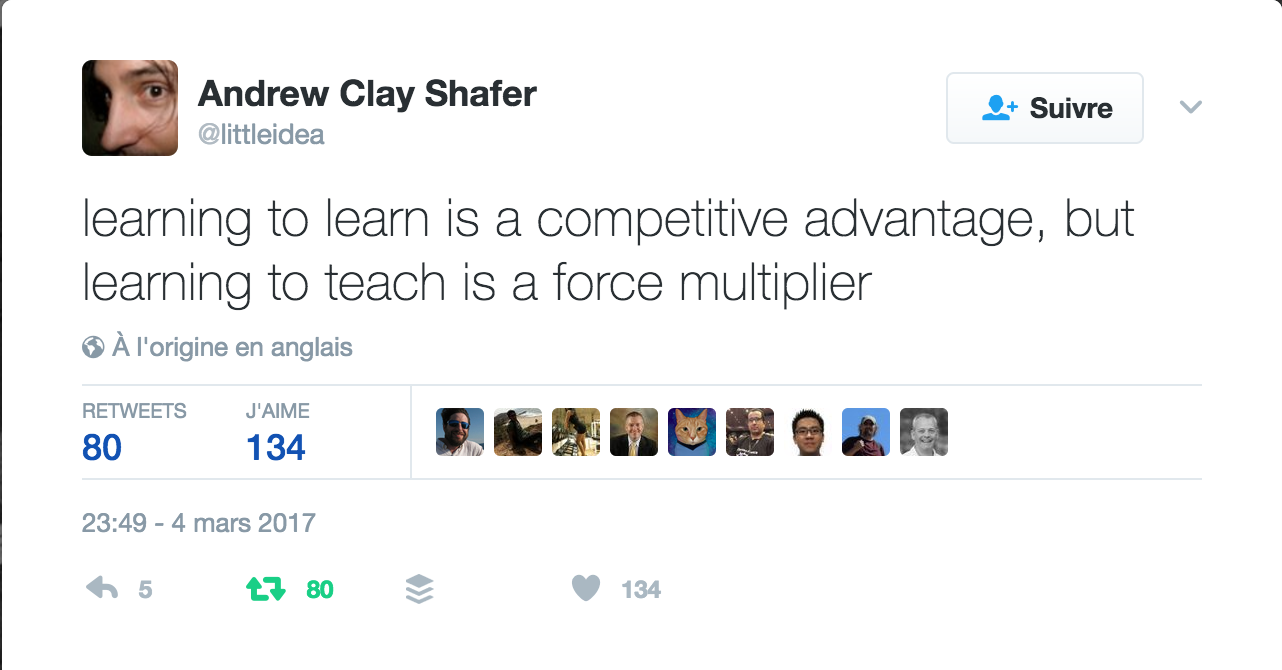 Andrew Clay Shafer
@littleidea
Suivre
learning to learn is a competitive advantage, but
learning to teach is a force multiplier
À l'origine en anglais
RETWEETS J'AIME
80 134
23:49 - 4 mars 2017
5 80 134